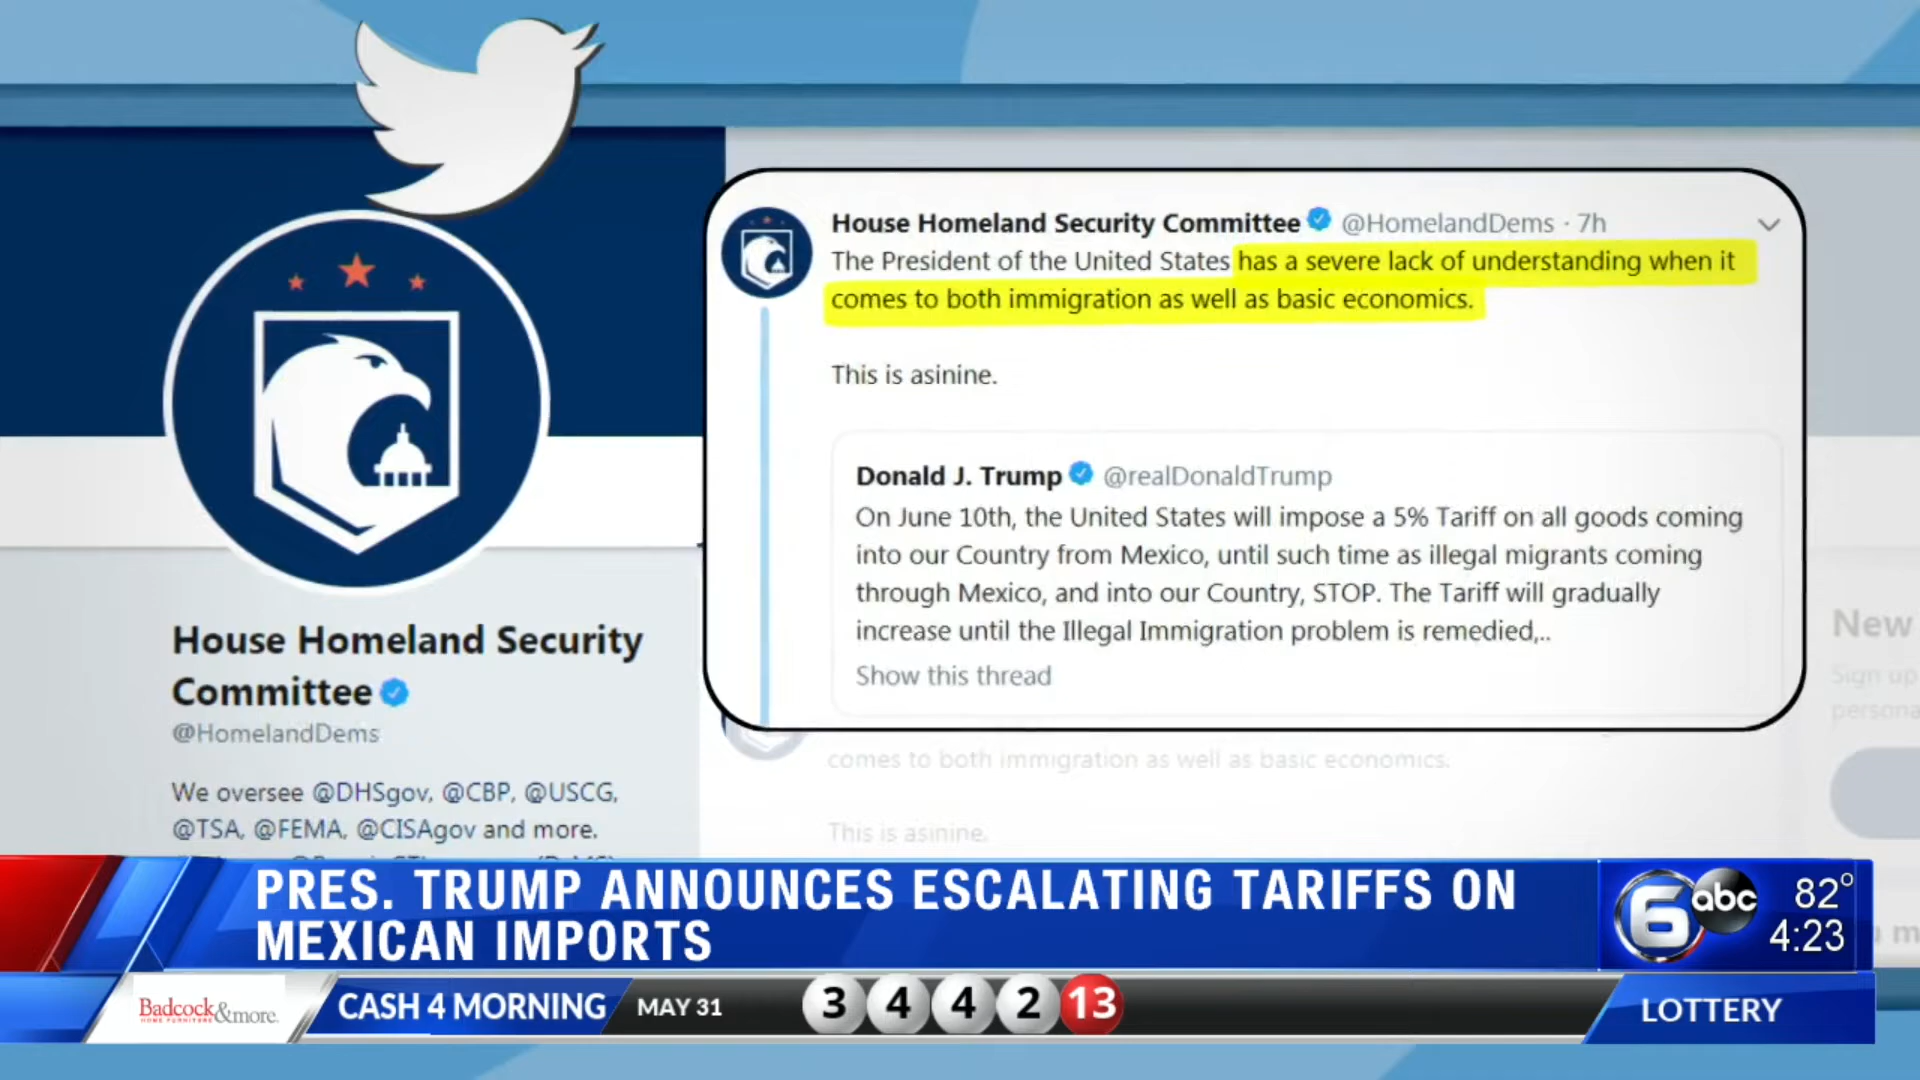 House Homeland Security Committee @HomelandDems · 7h
The President of the United States has a severe lack of understanding when it
comes to both immigration as well as basic economics.
This is asinine.
Donald J. Trump @realDonaldTrump
On June 10th, the United States will impose a 5% Tariff on all goods coming
into our Country from Mexico, until such time as illegal migrants coming
through Mexico, and into our Country, STOP. The Tariff will gradually
increase until the Illegal Immigration problem is remedied,..
Show this thread
House Homeland Security
Committee
@HomelandDems
We oversee @DHSgov, @CBP, @USCG,
@TSA, @FEMA, @CISAgov and more.
comes to both immigration as well as basic economics.
This is asinine.
New
Sign up
persona
PRES. TRUMP ANNOUNCES ESCALATING TARIFFS ON
MEXICAN IMPORTS
6 abc
82°
4:23
Badcock &more.
HOME FURNITURE
CASH 4 MORNING
MAY 31
3 4 4 2 13
LOTTERY